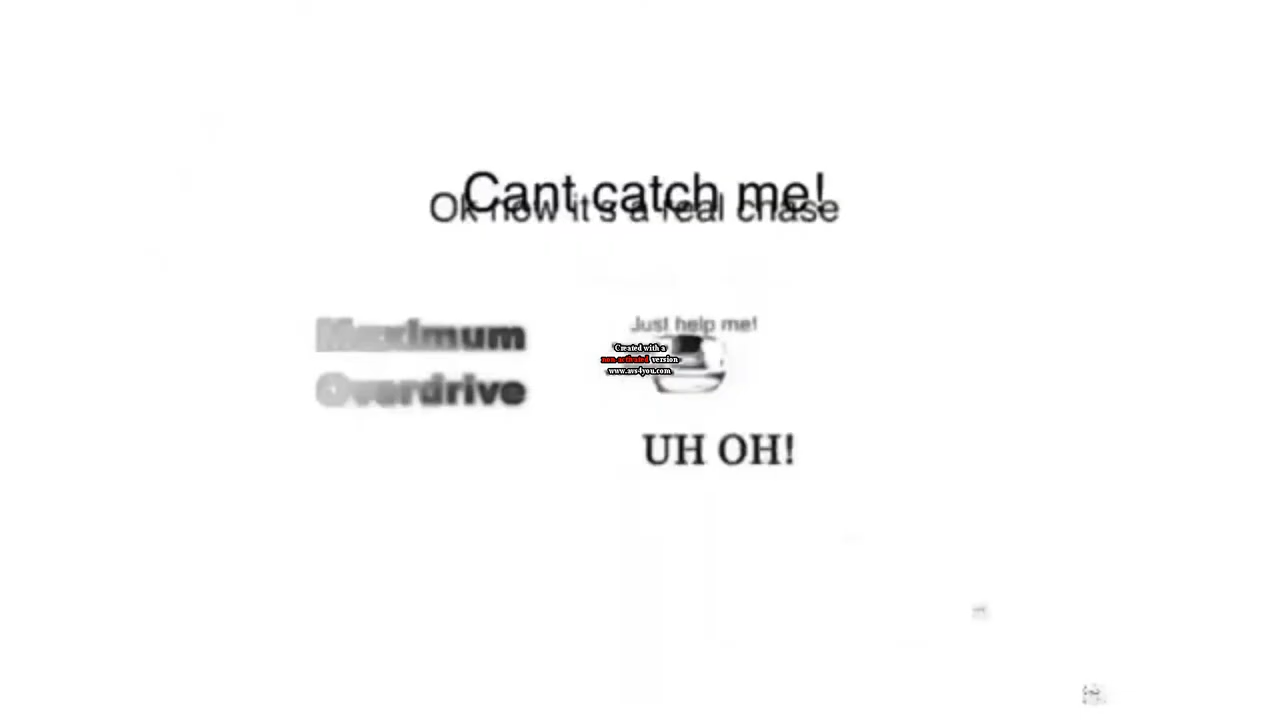 Cant catch me!
Ok now it's a real chase
Maximum
Overdrive
Just help me!
Created with a
non-activated version
www.avs4you.com
UH OH!